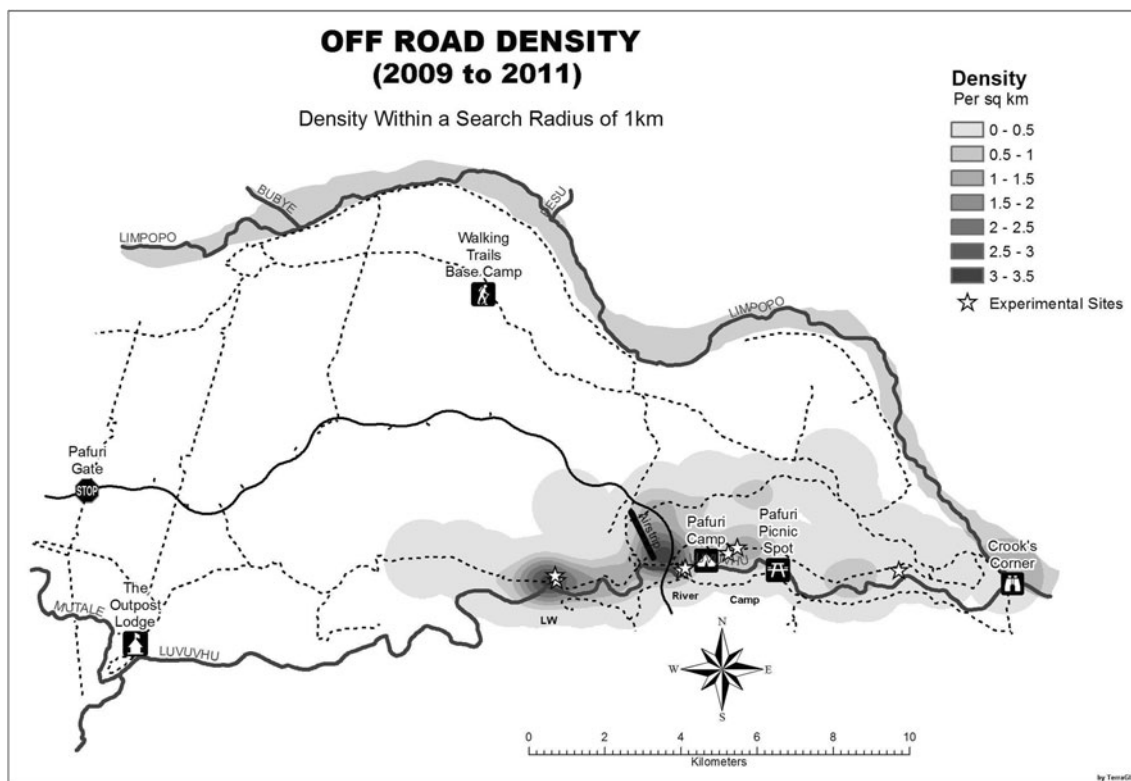 OFF ROAD DENSITY
(2009 to 2011)
Density Within a Search Radius of 1km
Density
Per sq km
0 - 0.5
0.5 - 1
1 - 1.5
1.5 - 2
2 - 2.5
2.5 - 3
3 - 3.5
Experimental Sites
BUBYE
LIMPOPO
Walking
Trails
Base Camp
LIMPOPO
Pafuri
Gate
STOP
Airstrip
Pafuri
Camp
Pafuri
Picnic
Spot
Crook's
Corner
The
Outpost
Lodge
MUTALE
LUVUVHU
LW
River
Camp
N
W
E
S
0
2
4
6
8
10
Kilometers